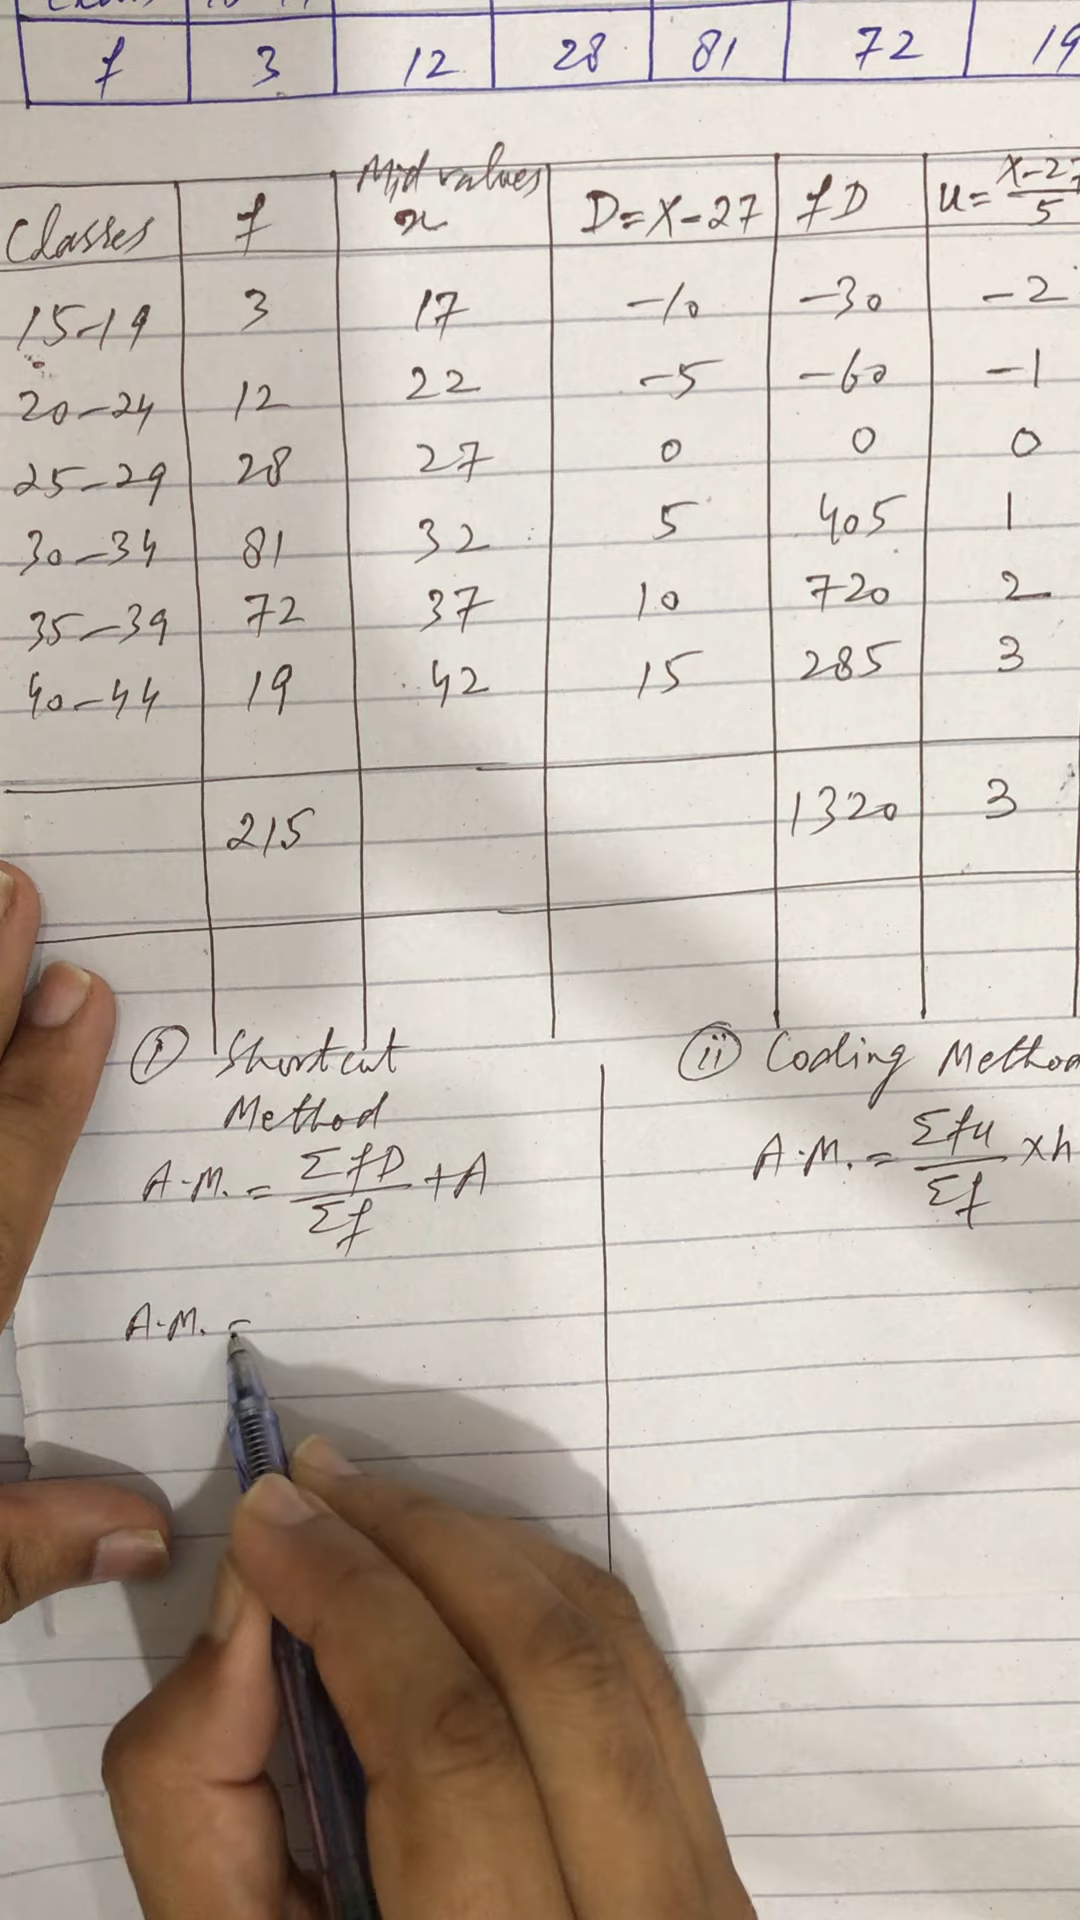 f 3 12 28 81 72 19
Classes f Mid values x D=X-27 fD u=X-27/5
15-19 3 17 -10 -30 -2
20-24 12 22 -5 -60 -1
25-29 28 27 0 0 0
30-34 81 32 5 405 1
35-39 72 37 10 720 2
40-44 19 42 15 285 3
215 1320 3
(i) Shortcut
Method
A.M. = ΣfD/Σf + A
A.M. =
(ii) Coding Method
A.M. = Σfu/Σf × h